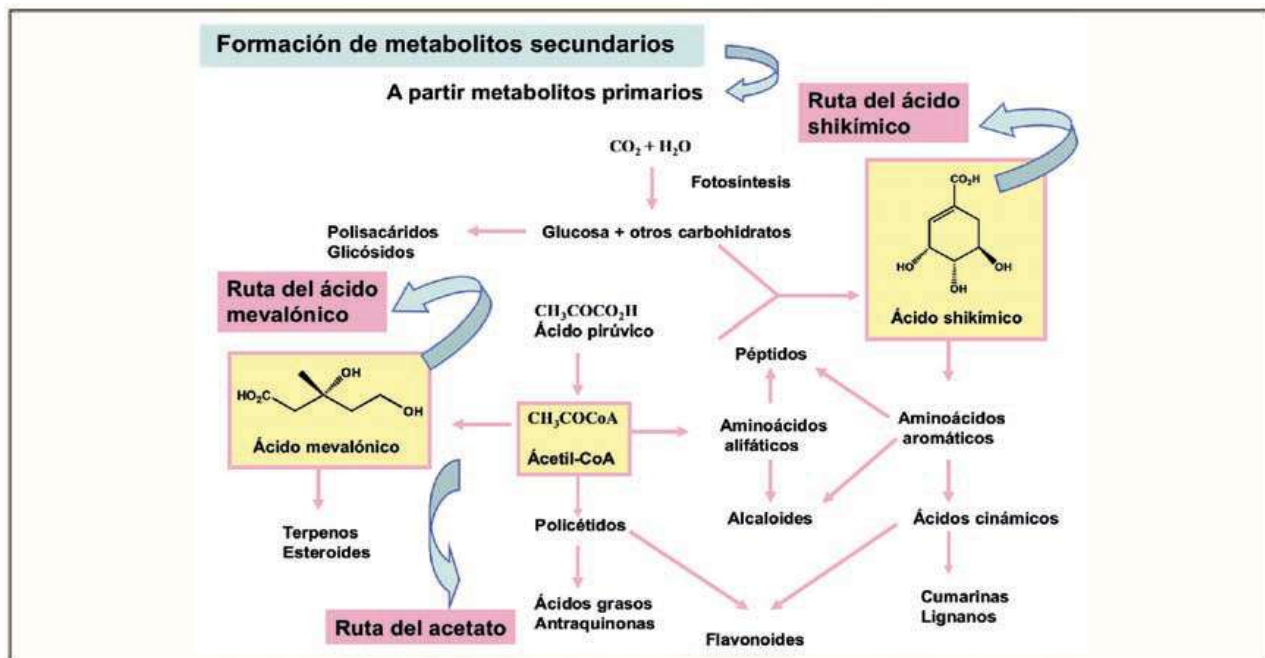 Formación de metabolitos secundarios
A partir metabolitos primarios
Ruta del ácido
shikímico
CO₂ + H₂O
Fotosíntesis
CO₂H
HO
OH
OH
Ácido shikímico
Polisacáridos
Glicósidos
Glucosa + otros carbohidratos
Ruta del ácido
mevalónico
CH₃COCO₂H
Ácido pirúvico
Péptidos
HO₂C
OH
OH
Ácido mevalónico
CH₃COCoA
Ácetil-CoA
Aminoácidos
alifáticos
Aminoácidos
aromáticos
Terpenos
Esteroides
Policétidos
Alcaloides
Ácidos cinámicos
Ácidos grasos
Antraquinonas
Cumarinas
Lignanos
Ruta del acetato
Flavonoides